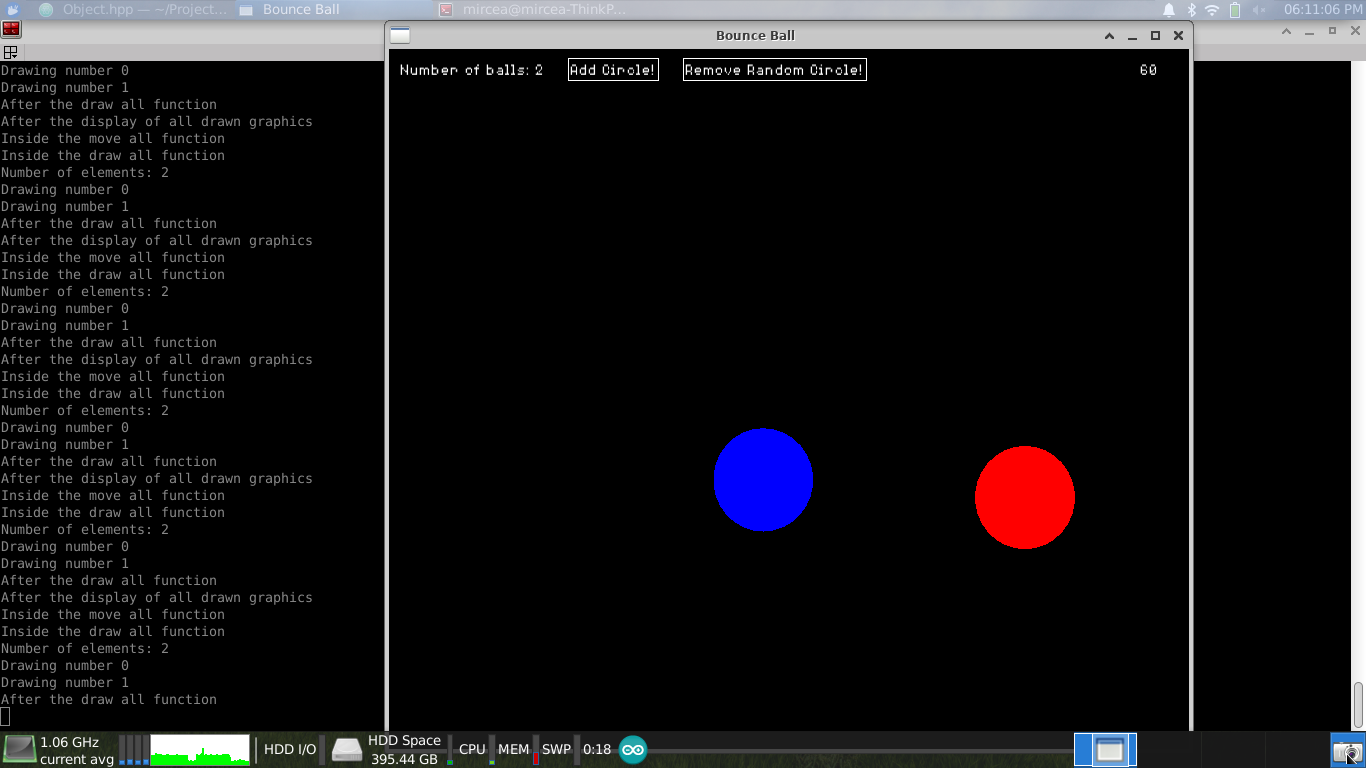 Object.hpp — ~/Project...
Bounce Ball
mircea@mircea-ThinkP...
06:11:06 PM
Bounce Ball
Number of balls: 2
Add Circle!
Remove Random Circle!
60
Drawing number 0
Drawing number 1
After the draw all function
After the display of all drawn graphics
Inside the move all function
Inside the draw all function
Number of elements: 2
Drawing number 0
Drawing number 1
After the draw all function
After the display of all drawn graphics
Inside the move all function
Inside the draw all function
Number of elements: 2
Drawing number 0
Drawing number 1
After the draw all function
After the display of all drawn graphics
Inside the move all function
Inside the draw all function
Number of elements: 2
Drawing number 0
Drawing number 1
After the draw all function
After the display of all drawn graphics
Inside the move all function
Inside the draw all function
Number of elements: 2
Drawing number 0
Drawing number 1
After the draw all function
After the display of all drawn graphics
Inside the move all function
Inside the draw all function
Number of elements: 2
Drawing number 0
Drawing number 1
After the draw all function
1.06 GHz
current avg
HDD I/O
HDD Space
395.44 GB
CPU
MEM
SWP
0:18